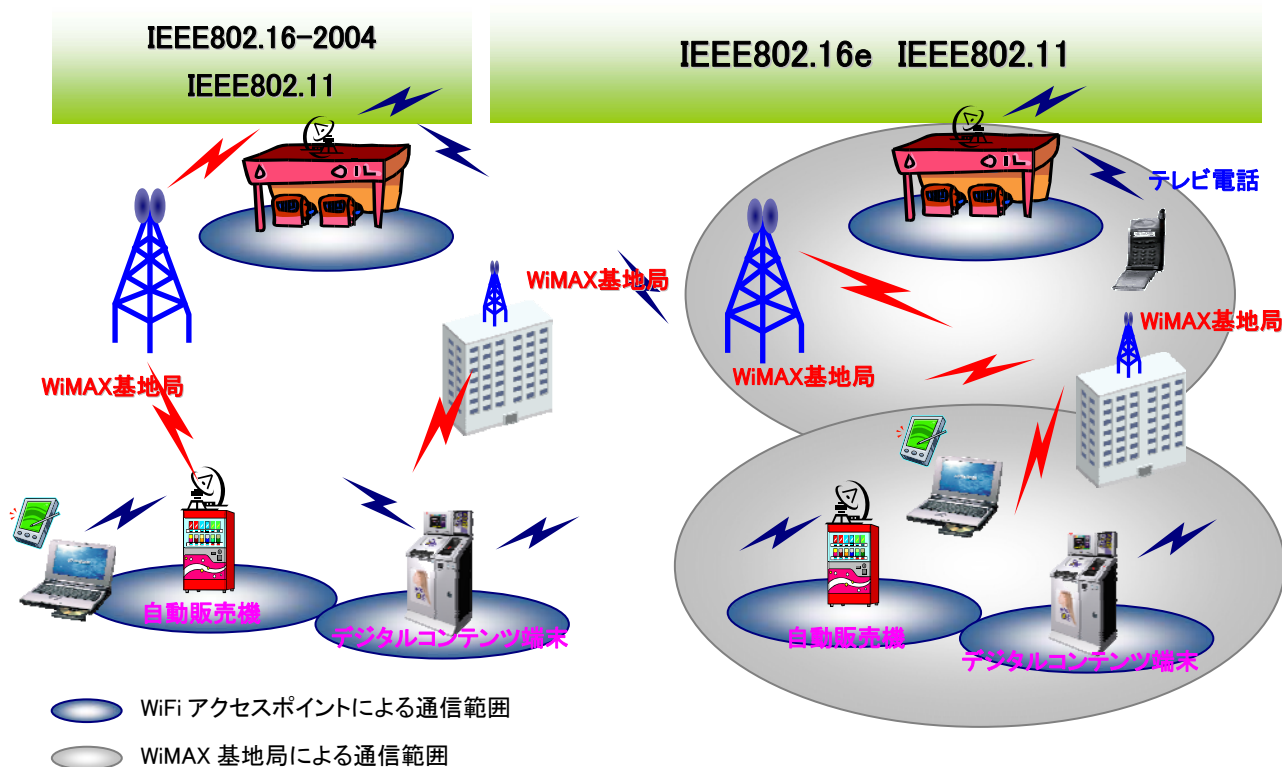 IEEE802.16-2004
IEEE802.11
IEEE802.16e IEEE802.11
OIL
OIL
テレビ電話
WiMAX基地局
WiMAX基地局
WiMAX基地局
WiMAX基地局
自動販売機
デジタルコンテンツ端末
自動販売機
デジタルコンテンツ端末
WiFi アクセスポイントによる通信範囲
WiMAX 基地局による通信範囲